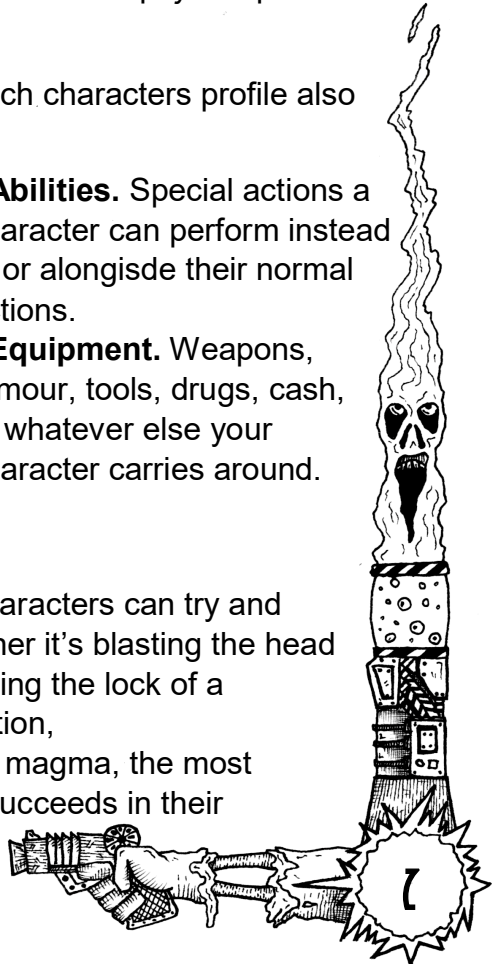 ch characters profile also
Abilities. Special actions a
aracter can perform instead
or alongisde their normal
tions.
Equipment. Weapons,
mour, tools, drugs, cash,
whatever else your
aracter carries around.
aracters can try and
her it’s blasting the head
ing the lock of a
tion,
magma, the most
ucceeds in their